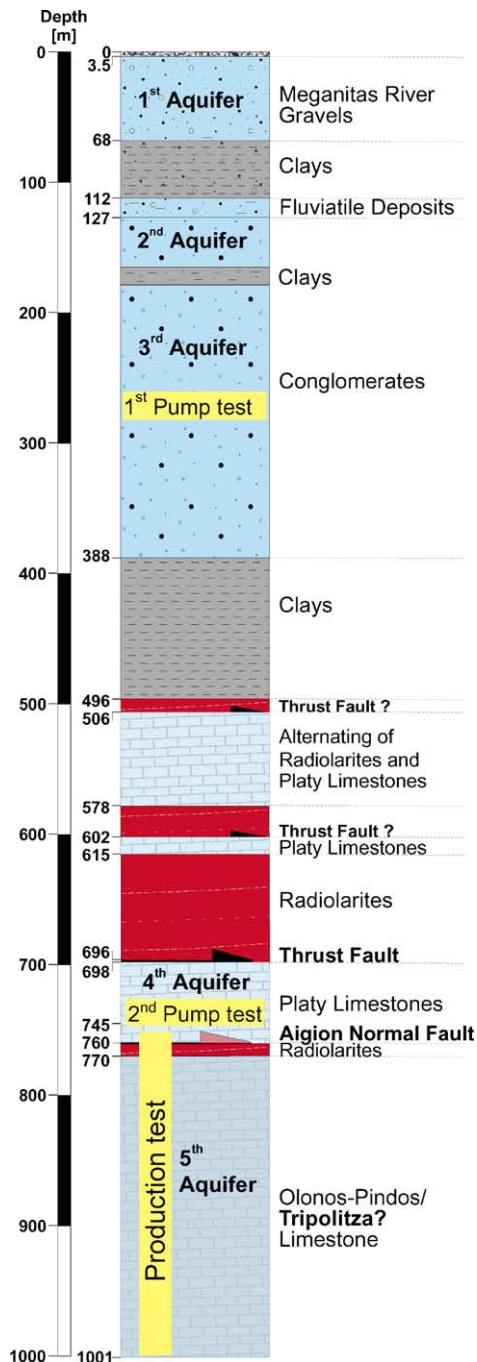 Depth
[m]
0
0
3.5
1st Aquifer
Meganitas River
Gravels
68
Clays
100
112
Fluviatile Deposits
127
2nd Aquifer
Clays
200
3rd Aquifer
Conglomerates
1st Pump test
300
388
400
Clays
496
Thrust Fault ?
500
506
Alternating of
Radiolarites and
Platy Limestones
578
Thrust Fault ?
600
602
Platy Limestones
615
Radiolarites
696
Thrust Fault
700
698
4th Aquifer
Platy Limestones
2nd Pump test
745
Aigion Normal Fault
760
Radiolarites
770
800
Production test
5th
Aquifer
Olonos-Pindos/
Tripolitza?
Limestone
900
1000
1001